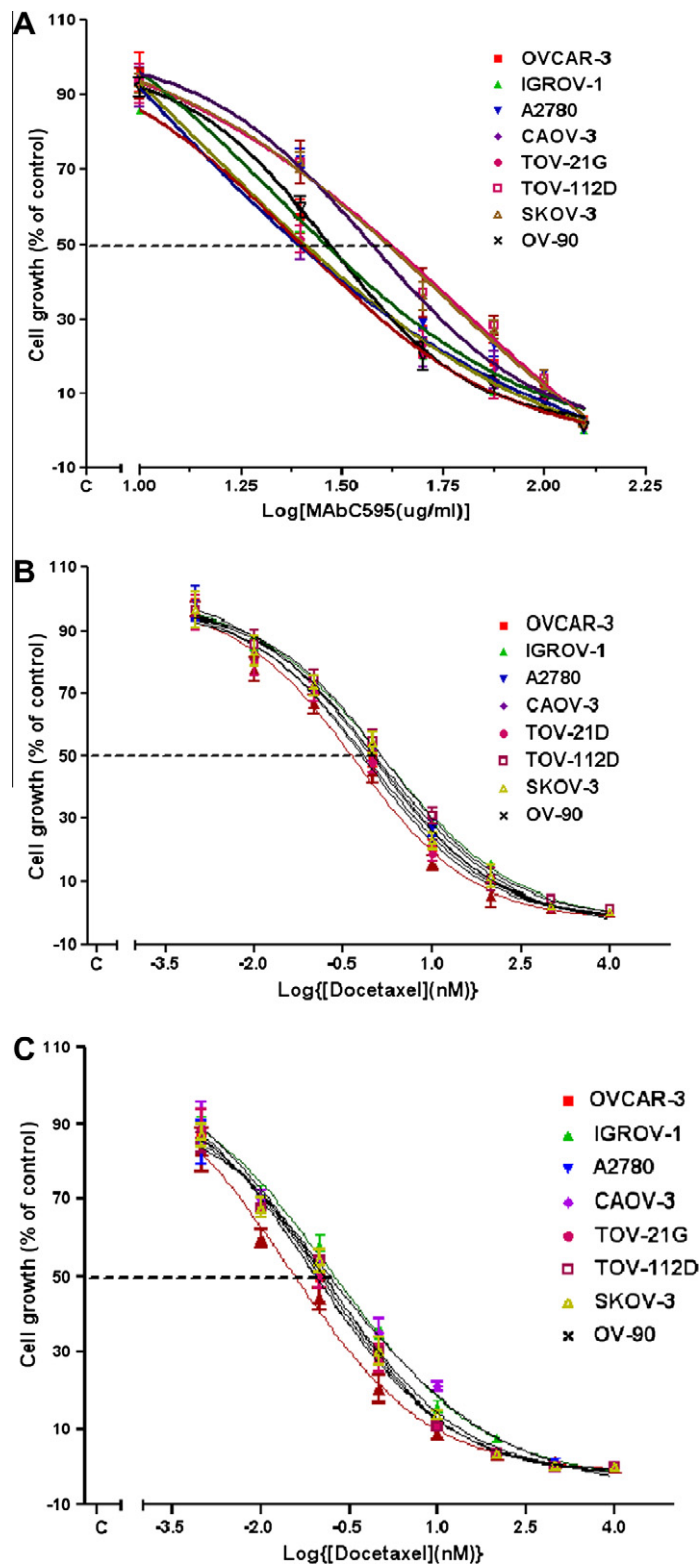 A
110
90
70
50
30
10
-10
Cell growth (% of control)
C
1.00
1.25
1.50
1.75
2.00
2.25
Log[MAbC595(ug/ml)]
OVCAR-3
IGROV-1
A2780
CAOV-3
TOV-21G
TOV-112D
SKOV-3
OV-90
B
110
90
70
50
30
10
-10
Cell growth (% of control)
C
-3.5
-2.0
-0.5
1.0
2.5
4.0
Log{[Docetaxel](nM)}
OVCAR-3
IGROV-1
A2780
CAOV-3
TOV-21D
TOV-112D
SKOV-3
OV-90
C
110
90
70
50
30
10
-10
Cell growth (% of control)
C
-3.5
-2.0
-0.5
1.0
2.5
4.0
Log{[Docetaxel](nM)}
OVCAR-3
IGROV-1
A2780
CAOV-3
TOV-21G
TOV-112D
SKOV-3
OV-90